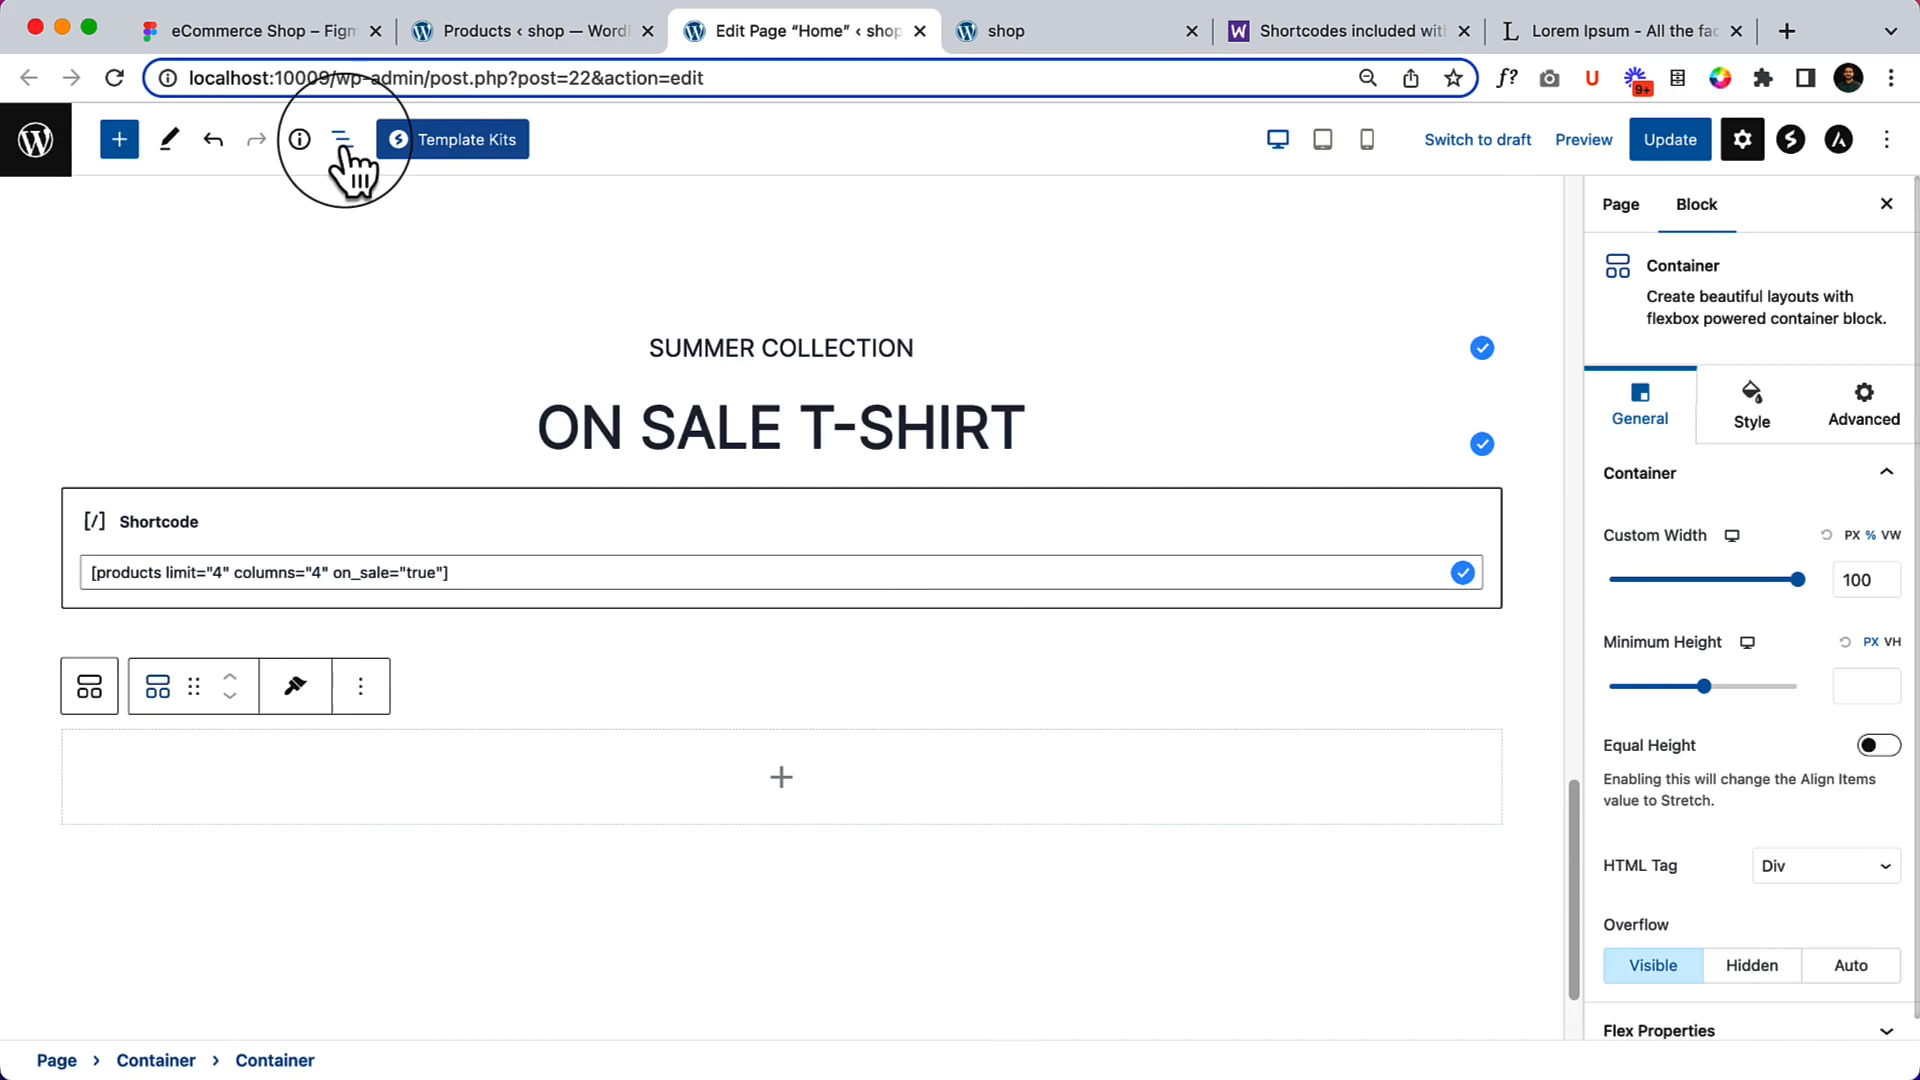 eCommerce Shop – Figm
Products ‹ shop — Word
Edit Page “Home” ‹ shop
shop
Shortcodes included wit
Lorem Ipsum - All the fac
localhost:10009/wp-admin/post.php?post=22&action=edit
f?
U
9+
Template Kits
Switch to draft
Preview
Update
Page
Block
Container
Create beautiful layouts with
flexbox powered container block.
SUMMER COLLECTION
ON SALE T-SHIRT
General
Style
Advanced
Container
[/] Shortcode
[products limit="4" columns="4" on_sale="true"]
Custom Width
PX % VW
100
Minimum Height
PX VH
Equal Height
Enabling this will change the Align Items
value to Stretch.
HTML Tag
Div
Overflow
Visible
Hidden
Auto
Flex Properties
Page › Container › Container